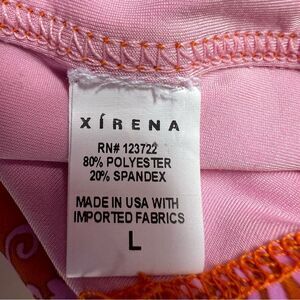 XÍRENA
RN# 123722
80% POLYESTER
20% SPANDEX
MADE IN USA WITH
IMPORTED FABRICS
L